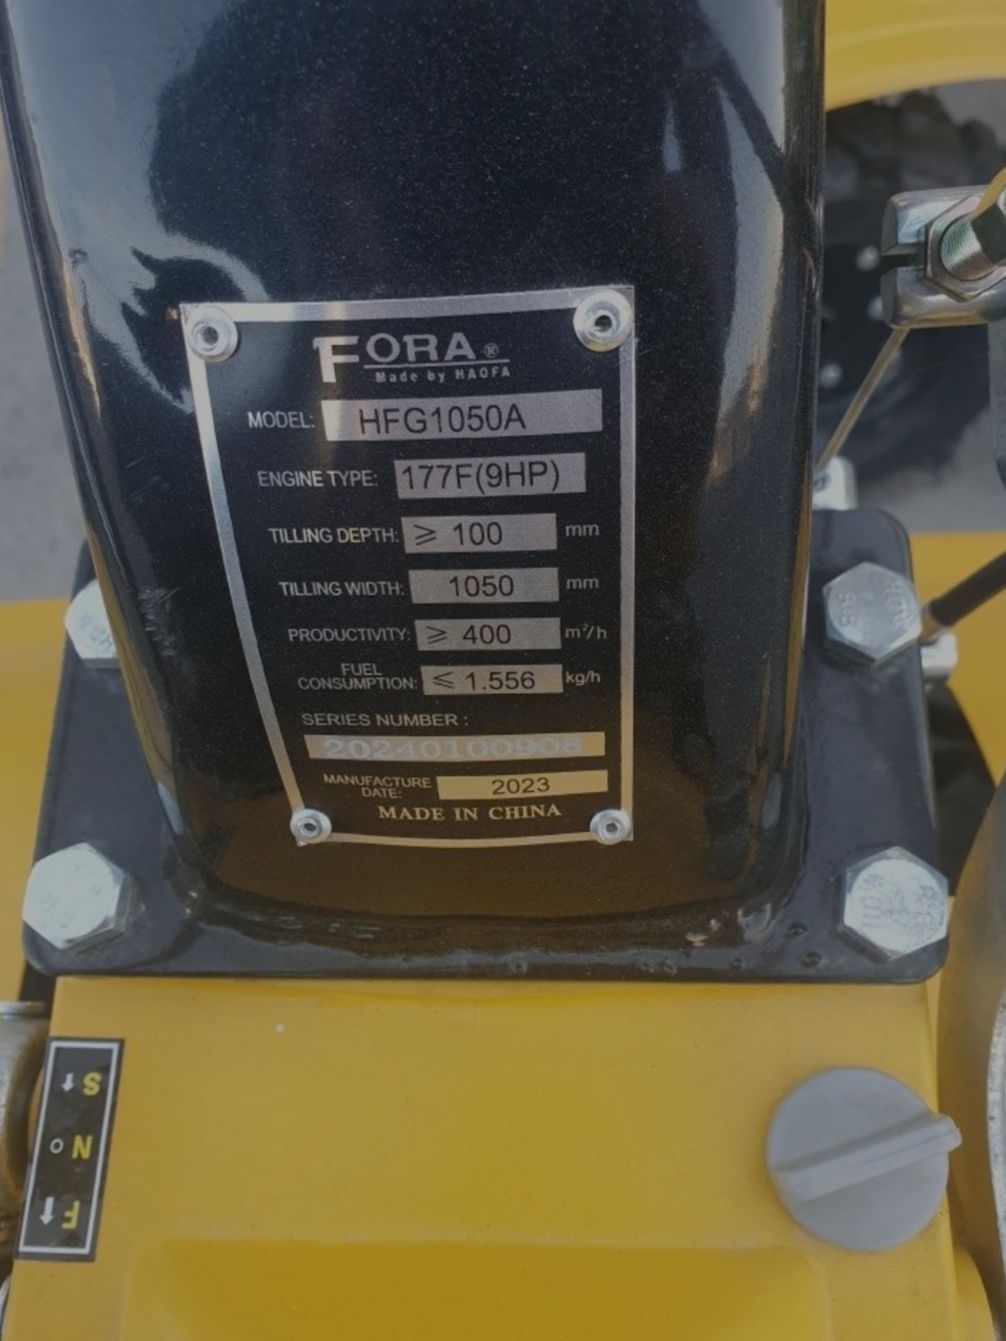 FORA®
Made by HAOFA
MODEL: HFG1050A
ENGINE TYPE: 177F(9HP)
TILLING DEPTH: ≥ 100 mm
TILLING WIDTH: 1050 mm
PRODUCTIVITY: ≥ 400 m²/h
FUEL
CONSUMPTION: ≤ 1.556 kg/h
SERIES NUMBER :
20240100906
MANUFACTURE
DATE: 2023
MADE IN CHINA
S
N
F